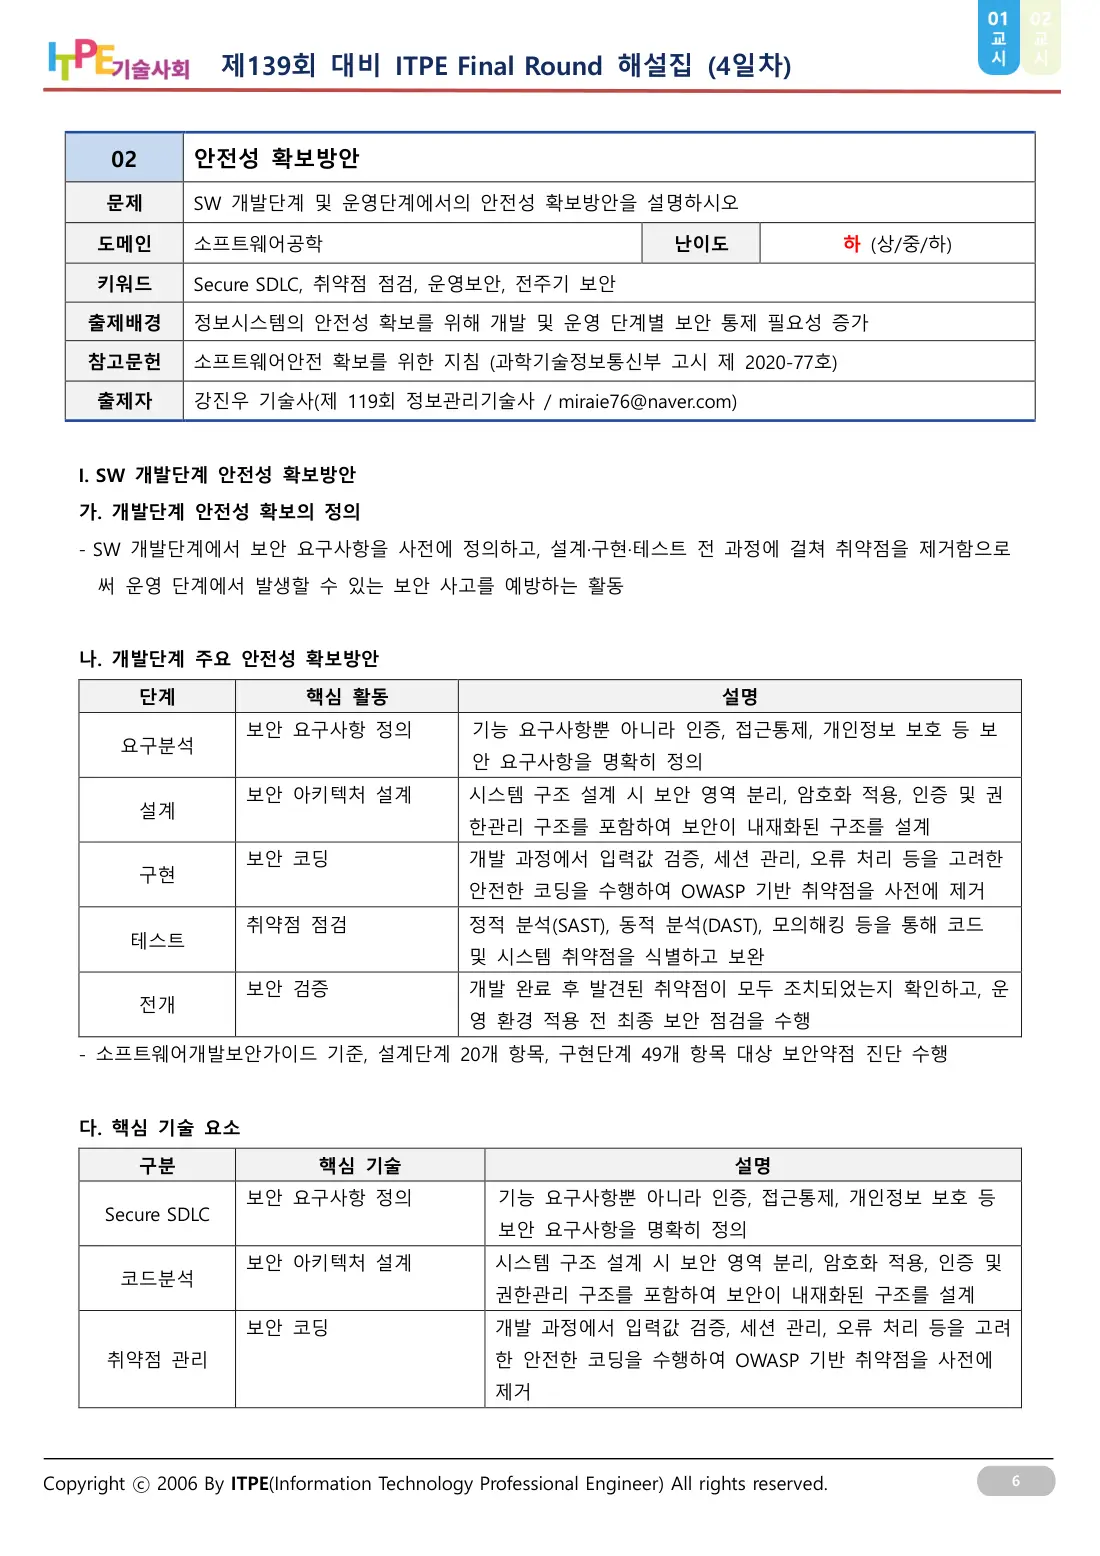 ITPE기술사회 제139회 대비 ITPE Final Round 해설집 (4일차)
01 교시
02 교시
02 안전성 확보방안
문제 SW 개발단계 및 운영단계에서의 안전성 확보방안을 설명하시오
도메인 소프트웨어공학 난이도 하 (상/중/하)
키워드 Secure SDLC, 취약점 점검, 운영보안, 전주기 보안
출제배경 정보시스템의 안전성 확보를 위해 개발 및 운영 단계별 보안 통제 필요성 증가
참고문헌 소프트웨어안전 확보를 위한 지침 (과학기술정보통신부 고시 제 2020-77호)
출제자 강진우 기술사(제 119회 정보관리기술사 / miraie76@naver.com)
I. SW 개발단계 안전성 확보방안
가. 개발단계 안전성 확보의 정의
- SW 개발단계에서 보안 요구사항을 사전에 정의하고, 설계·구현·테스트 전 과정에 걸쳐 취약점을 제거함으로
써 운영 단계에서 발생할 수 있는 보안 사고를 예방하는 활동
나. 개발단계 주요 안전성 확보방안
단계 핵심 활동 설명
요구분석 보안 요구사항 정의 기능 요구사항뿐 아니라 인증, 접근통제, 개인정보 보호 등 보
안 요구사항을 명확히 정의
설계 보안 아키텍처 설계 시스템 구조 설계 시 보안 영역 분리, 암호화 적용, 인증 및 권
한관리 구조를 포함하여 보안이 내재화된 구조를 설계
구현 보안 코딩 개발 과정에서 입력값 검증, 세션 관리, 오류 처리 등을 고려한
안전한 코딩을 수행하여 OWASP 기반 취약점을 사전에 제거
테스트 취약점 점검 정적 분석(SAST), 동적 분석(DAST), 모의해킹 등을 통해 코드
및 시스템 취약점을 식별하고 보완
전개 보안 검증 개발 완료 후 발견된 취약점이 모두 조치되었는지 확인하고, 운
영 환경 적용 전 최종 보안 점검을 수행
- 소프트웨어개발보안가이드 기준, 설계단계 20개 항목, 구현단계 49개 항목 대상 보안약점 진단 수행
다. 핵심 기술 요소
구분 핵심 기술 설명
Secure SDLC 보안 요구사항 정의 기능 요구사항뿐 아니라 인증, 접근통제, 개인정보 보호 등
보안 요구사항을 명확히 정의
코드분석 보안 아키텍처 설계 시스템 구조 설계 시 보안 영역 분리, 암호화 적용, 인증 및
권한관리 구조를 포함하여 보안이 내재화된 구조를 설계
취약점 관리 보안 코딩 개발 과정에서 입력값 검증, 세션 관리, 오류 처리 등을 고려
한 안전한 코딩을 수행하여 OWASP 기반 취약점을 사전에
제거
Copyright ⓒ 2006 By ITPE(Information Technology Professional Engineer) All rights reserved. 6